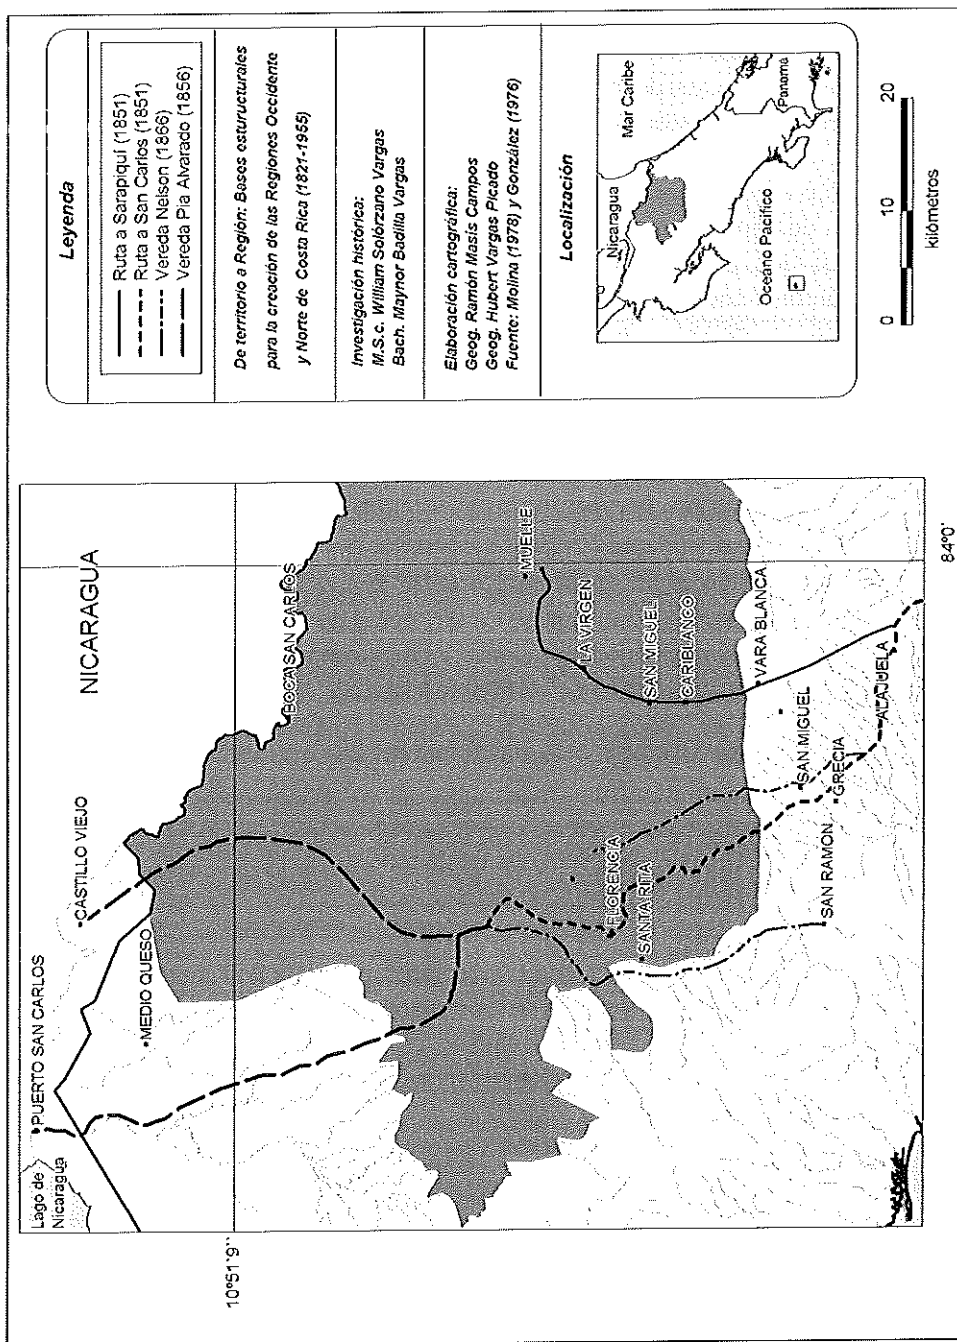 Leyenda
Ruta a Sarapiquí (1851)
Ruta a San Carlos (1851)
Vereda Nelson (1866)
Vereda Pia Alvarado (1856)
De territorio a Región: Bases esturcturales
para la creación de las Regiones Occidente
y Norte de Costa Rica (1821-1955)
Investigación histórica:
M.S.c. William Solórzano Vargas
Bach. Maynor Badilla Vargas
Elaboración cartográfica:
Geog. Ramón Masis Campos
Geog. Hubert Vargas Picado
Fuente: Molina (1978) y González (1976)
Localización
Nicaragua
Mar Caribe
Océano Pacífico
Panamá
0 10 20
kilómetros
Lago de
Nicaragua
PUERTO SAN CARLOS
CASTILLO VIEJO
NICARAGUA
MEDIO QUESO
BOCA SAN CARLOS
10°51'9"
MUELLE
LA VIRGEN
FLORENCIA
SANTA RITA
SAN MIGUEL
CARIBLANCO
VARA BLANCA
SAN MIGUEL
SAN RAMON
GRECIA
ALAJUELA
84°0'